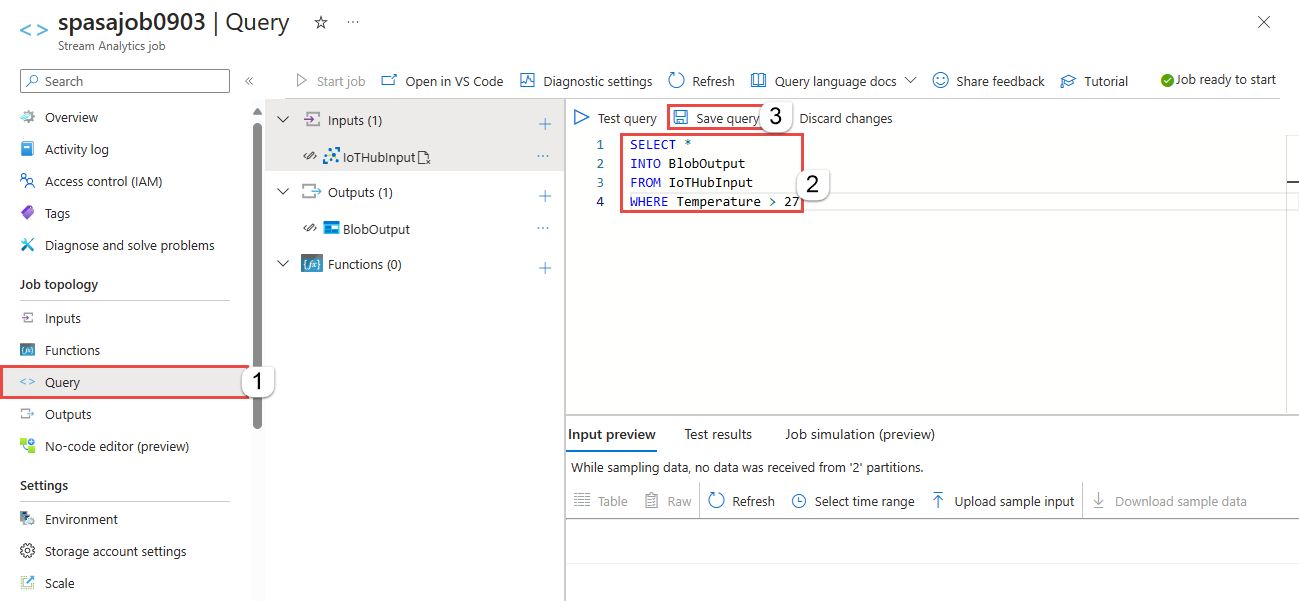 spasajob0903 | Query
Stream Analytics job
Search
Start job
Open in VS Code
Diagnostic settings
Refresh
Query language docs
Share feedback
Tutorial
Job ready to start
Overview
Activity log
Access control (IAM)
Tags
Diagnose and solve problems
Job topology
Inputs
Functions
Query
1
Outputs
No-code editor (preview)
Settings
Environment
Storage account settings
Scale
Inputs (1)
IoTHubInput
Outputs (1)
BlobOutput
Functions (0)
Test query
Save query
3
Discard changes
1 SELECT *
2 INTO BlobOutput
3 FROM IoTHubInput
4 WHERE Temperature > 27
2
Input preview
Test results
Job simulation (preview)
While sampling data, no data was received from '2' partitions.
Table
Raw
Refresh
Select time range
Upload sample input
Download sample data